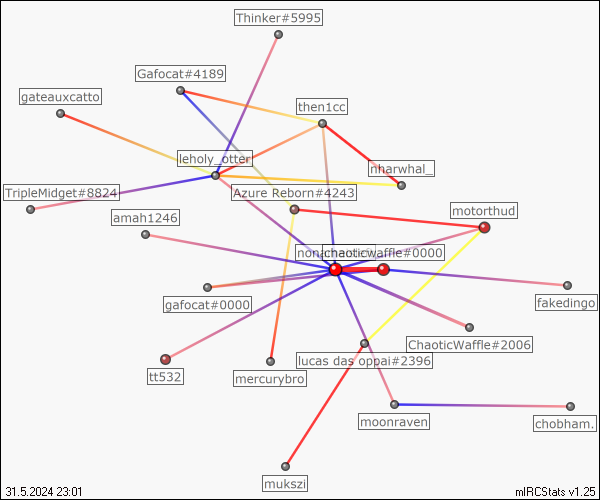 Thinker#5995
Gafocat#4189
gateauxcatto
then1cc
leholy_otter
nharwhal_
TripleMidget#8824
Azure Reborn#4243
motorthud
amah1246
chaoticwaffle#0000
gafocat#0000
fakedingo
ChaoticWaffle#2006
lucas das oppai#2396
tt532
mercurybro
moonraven
chobham.
mukszi
31.5.2024 23:01
mIRCStats v1.25